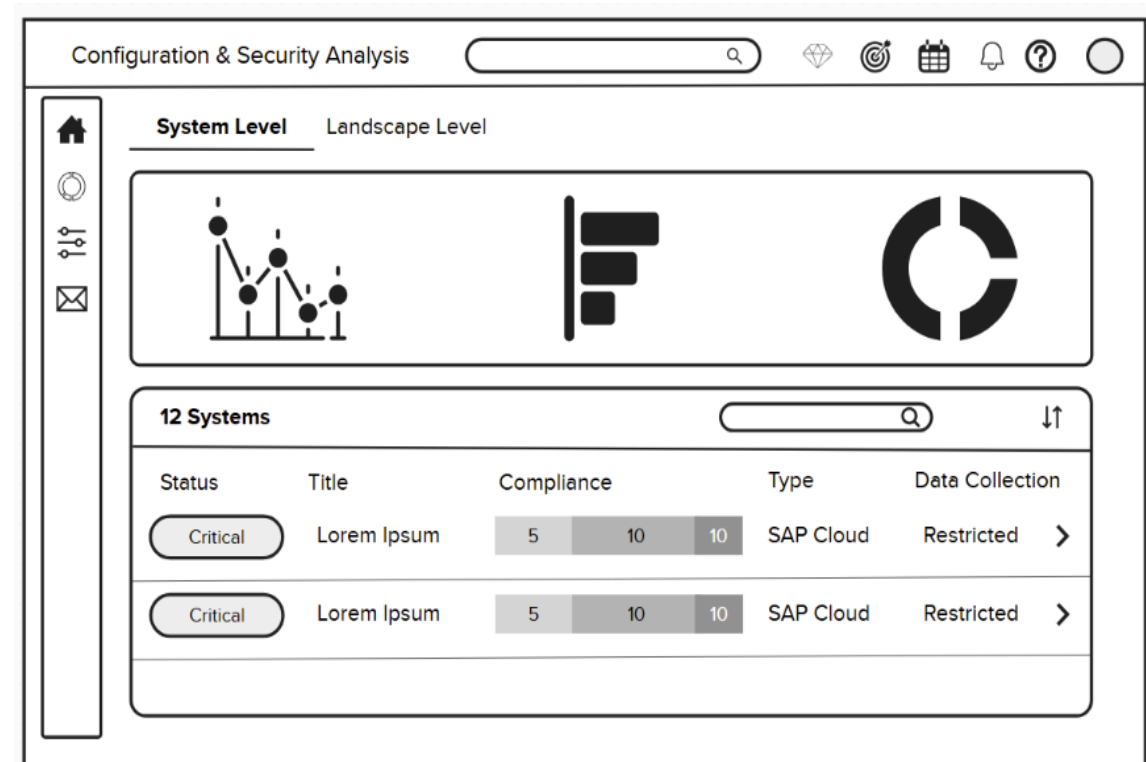 Configuration & Security Analysis
System Level Landscape Level
12 Systems
Status Title Compliance Type Data Collection
Critical Lorem Ipsum 5 10 10 SAP Cloud Restricted
Critical Lorem Ipsum 5 10 10 SAP Cloud Restricted